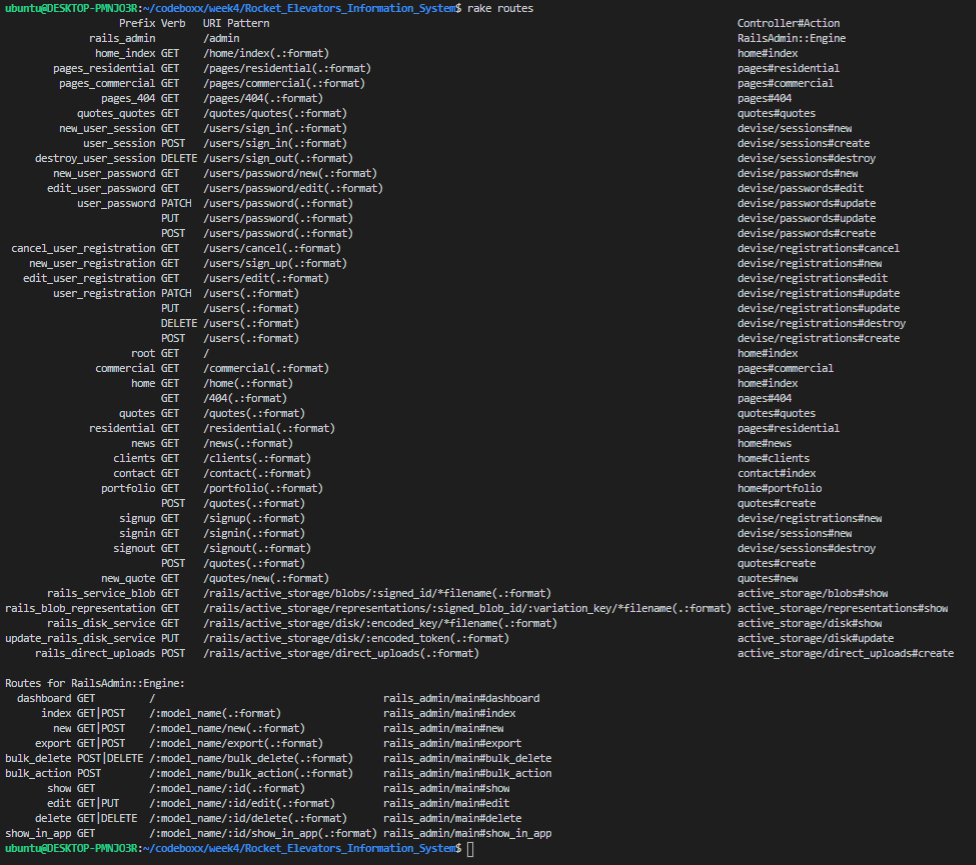 ubuntu@DESKTOP-PMNJO3R:~/codeboxx/week4/Rocket_Elevators_Information_System$ rake routes
Prefix Verb URI Pattern Controller#Action
rails_admin /admin RailsAdmin::Engine
home_index GET /home/index(.:format) home#index
pages_residential GET /pages/residential(.:format) pages#residential
pages_commercial GET /pages/commercial(.:format) pages#commercial
pages_404 GET /pages/404(.:format) pages#404
quotes_quotes GET /quotes/quotes(.:format) quotes#quotes
new_user_session GET /users/sign_in(.:format) devise/sessions#new
user_session POST /users/sign_in(.:format) devise/sessions#create
destroy_user_session DELETE /users/sign_out(.:format) devise/sessions#destroy
new_user_password GET /users/password/new(.:format) devise/passwords#new
edit_user_password GET /users/password/edit(.:format) devise/passwords#edit
user_password PATCH /users/password(.:format) devise/passwords#update
PUT /users/password(.:format) devise/passwords#update
POST /users/password(.:format) devise/passwords#create
cancel_user_registration GET /users/cancel(.:format) devise/registrations#cancel
new_user_registration GET /users/sign_up(.:format) devise/registrations#new
edit_user_registration GET /users/edit(.:format) devise/registrations#edit
user_registration PATCH /users(.:format) devise/registrations#update
PUT /users(.:format) devise/registrations#update
DELETE /users(.:format) devise/registrations#destroy
POST /users(.:format) devise/registrations#create
root GET / home#index
commercial GET /commercial(.:format) pages#commercial
home GET /home(.:format) home#index
GET /404(.:format) pages#404
quotes GET /quotes(.:format) quotes#quotes
residential GET /residential(.:format) pages#residential
news GET /news(.:format) home#news
clients GET /clients(.:format) home#clients
contact GET /contact(.:format) contact#index
portfolio GET /portfolio(.:format) home#portfolio
POST /quotes(.:format) quotes#create
signup GET /signup(.:format) devise/registrations#new
signin GET /signin(.:format) devise/sessions#new
signout GET /signout(.:format) devise/sessions#destroy
POST /quotes(.:format) quotes#create
new_quote GET /quotes/new(.:format) quotes#new
rails_service_blob GET /rails/active_storage/blobs/:signed_id/*filename(.:format) active_storage/blobs#show
rails_blob_representation GET /rails/active_storage/representations/:signed_blob_id/:variation_key/*filename(.:format) active_storage/representations#show
rails_disk_service GET /rails/active_storage/disk/:encoded_key/*filename(.:format) active_storage/disk#show
update_rails_disk_service PUT /rails/active_storage/disk/:encoded_token(.:format) active_storage/disk#update
rails_direct_uploads POST /rails/active_storage/direct_uploads(.:format) active_storage/direct_uploads#create
Routes for RailsAdmin::Engine:
dashboard GET / rails_admin/main#dashboard
index GET|POST /:model_name(.:format) rails_admin/main#index
new GET|POST /:model_name/new(.:format) rails_admin/main#new
export GET|POST /:model_name/export(.:format) rails_admin/main#export
bulk_delete POST|DELETE /:model_name/bulk_delete(.:format) rails_admin/main#bulk_delete
bulk_action POST /:model_name/bulk_action(.:format) rails_admin/main#bulk_action
show GET /:model_name/:id(.:format) rails_admin/main#show
edit GET|PUT /:model_name/:id/edit(.:format) rails_admin/main#edit
delete GET|DELETE /:model_name/:id/delete(.:format) rails_admin/main#delete
show_in_app GET /:model_name/:id/show_in_app(.:format) rails_admin/main#show_in_app
ubuntu@DESKTOP-PMNJO3R:~/codeboxx/week4/Rocket_Elevators_Information_System$